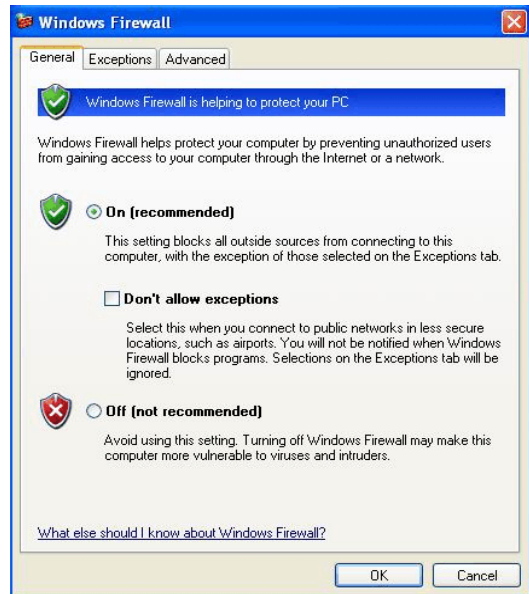 Windows Firewall
General Exceptions Advanced
Windows Firewall is helping to protect your PC
Windows Firewall helps protect your computer by preventing unauthorized users
from gaining access to your computer through the Internet or a network.
On (recommended)
This setting blocks all outside sources from connecting to this
computer, with the exception of those selected on the Exceptions tab.
Don't allow exceptions
Select this when you connect to public networks in less secure
locations, such as airports. You will not be notified when Windows
Firewall blocks programs. Selections on the Exceptions tab will be
ignored.
Off (not recommended)
Avoid using this setting. Turning off Windows Firewall may make this
computer more vulnerable to viruses and intruders.
What else should I know about Windows Firewall?
OK Cancel